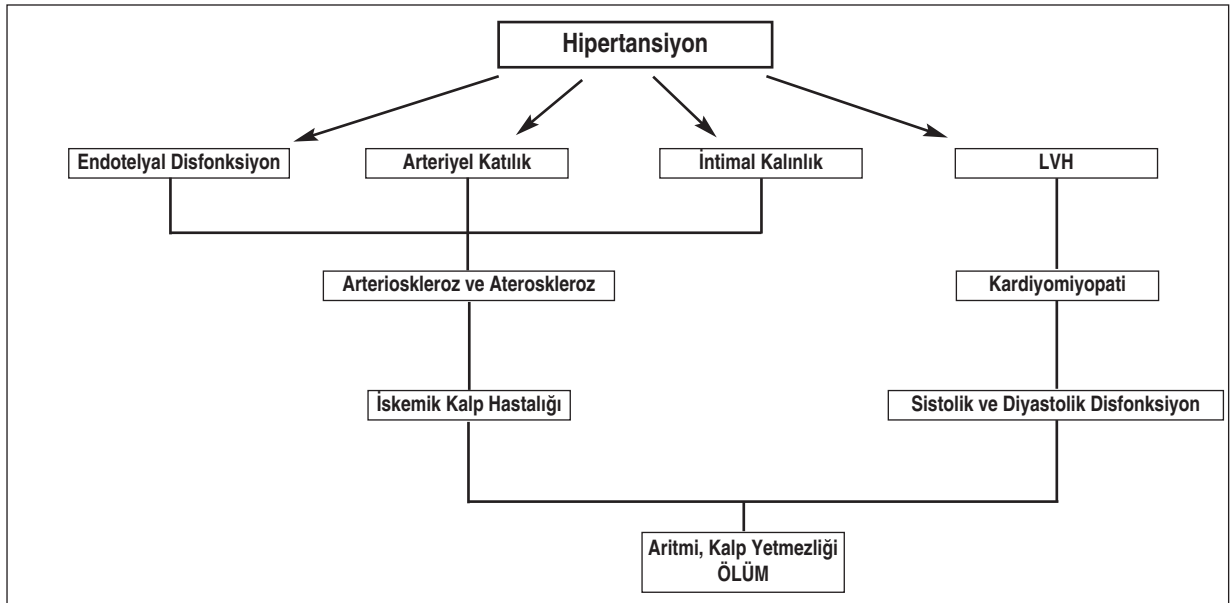 Hipertansiyon
Endotelyal Disfonksiyon
Arteriyel Katılık
İntimal Kalınlık
LVH
Arterioskleroz ve Ateroskleroz
Kardiyomiyopati
İskemik Kalp Hastalığı
Sistolik ve Diyastolik Disfonksiyon
Aritmi, Kalp Yetmezliği
ÖLÜM